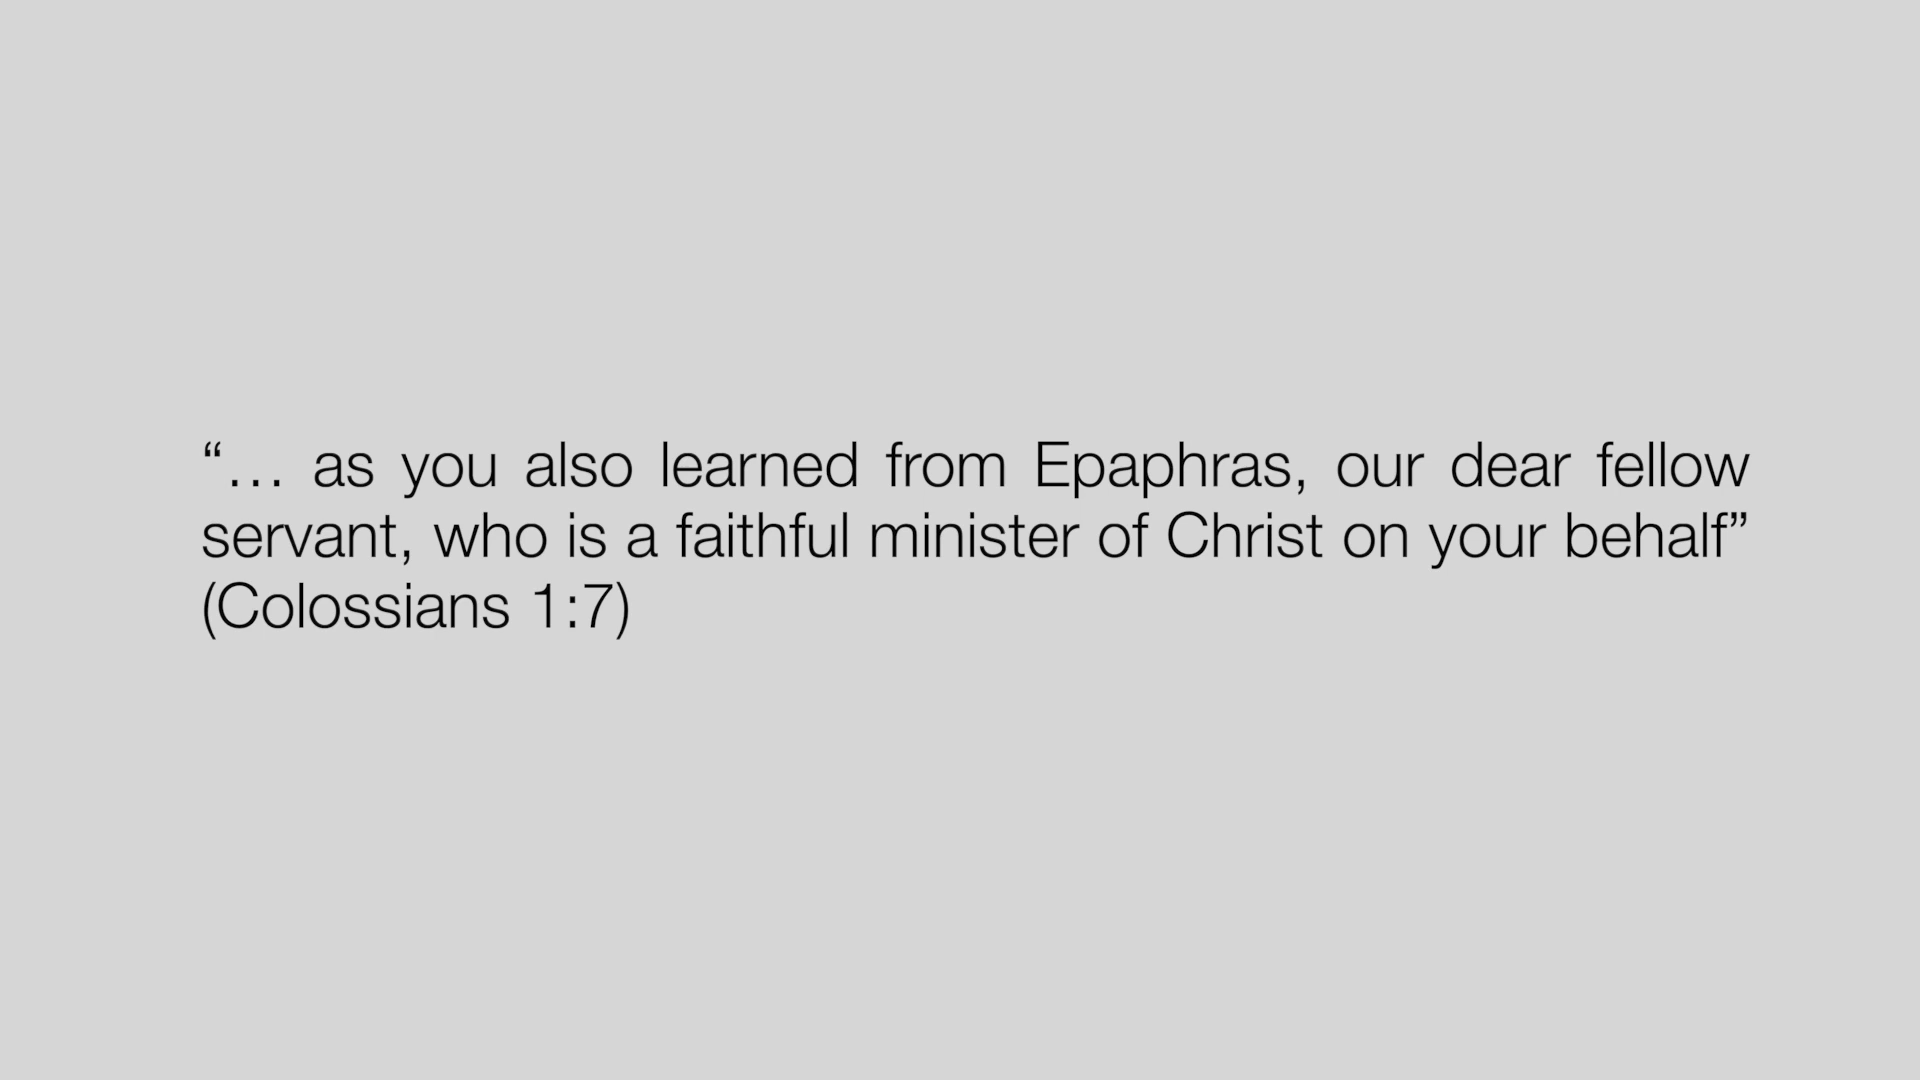 “… as you also learned from Epaphras, our dear fellow
servant, who is a faithful minister of Christ on your behalf”
(Colossians 1:7)